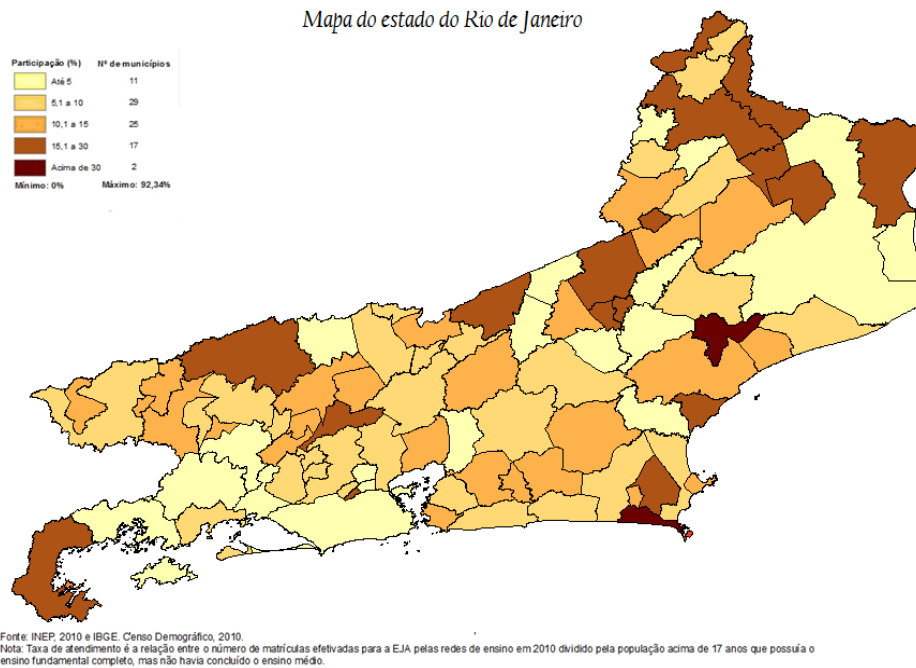 Mapa do estado do Rio de Janeiro
Participação (%) Nº de municípios
Até 5 11
5,1 a 10 29
10,1 a 15 25
15,1 a 30 17
Acima de 30 2
Mínimo: 0% Máximo: 92,34%
Fonte: INEP, 2010 e IBGE. Censo Demográfico, 2010.
Nota: Taxa de atendimento é a relação entre o número de matrículas efetivadas para a EJA pelas redes de ensino em 2010 dividido pela população acima de 17 anos que possuía o
ensino fundamental completo, mas não havia concluído o ensino médio.